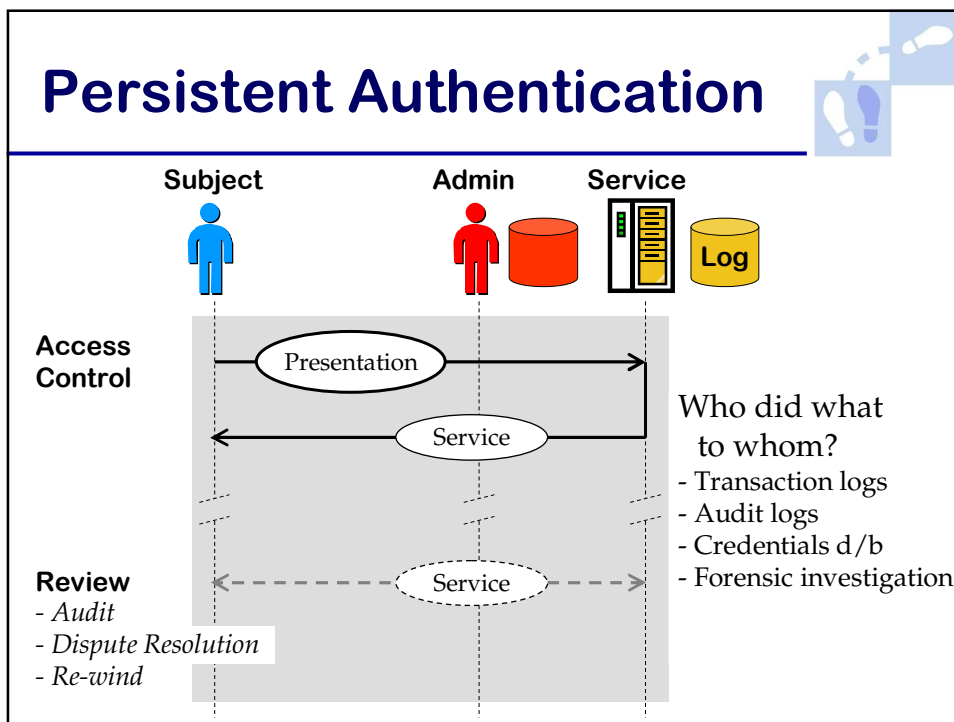 Persistent Authentication
Subject
Admin
Service
Log
Access
Control
Presentation
Service
Who did what
to whom?
- Transaction logs
- Audit logs
- Credentials d/b
- Forensic investigation
Review
- Audit
- Dispute Resolution
- Re-wind
Service